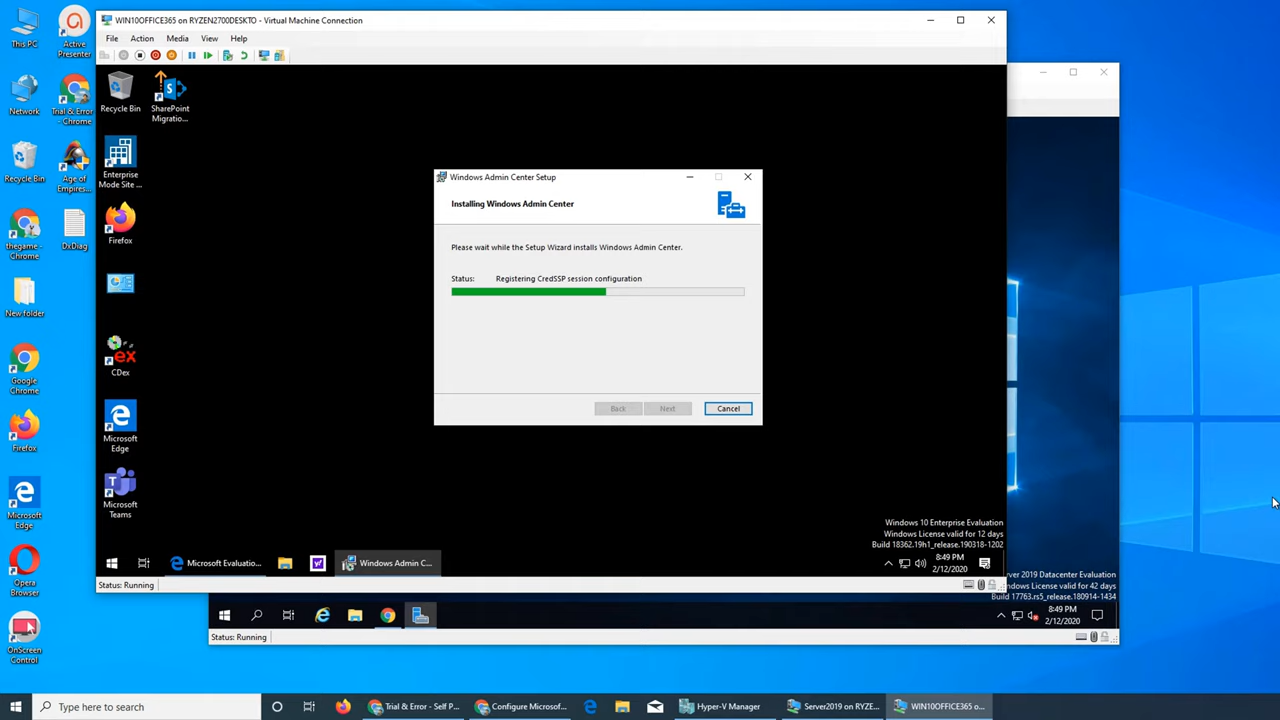 This PC
Active
Presenter
Network
Trial & Error
- Chrome
Recycle Bin
Age of
Empires...
thegame -
Chrome
DxDiag
New folder
Google
Chrome
Firefox
Microsoft
Edge
Opera
Browser
OnScreen
Control
WIN10OFFICE365 on RYZEN2700DESKTO - Virtual Machine Connection
File Action Media View Help
Recycle Bin
SharePoint
Migratio...
Enterprise
Mode Site ...
Firefox
CDex
Microsoft
Edge
Microsoft
Teams
Windows Admin Center Setup
Installing Windows Admin Center
Please wait while the Setup Wizard installs Windows Admin Center.
Status: Registering CredSSP session configuration
Back Next Cancel
Windows 10 Enterprise Evaluation
Windows License valid for 12 days
Build 18362.19h1_release.190318-1202
Microsoft Evaluatio...
Windows Admin C...
8:49 PM
2/12/2020
Status: Running
Server 2019 Datacenter Evaluation
Windows License valid for 42 days
Build 17763.rs5_release.180914-1434
8:49 PM
2/12/2020
Status: Running
Type here to search
Trial & Error - Self P...
Configure Microsof...
Hyper-V Manager
Server2019 on RYZE...
WIN10OFFICE365 o...